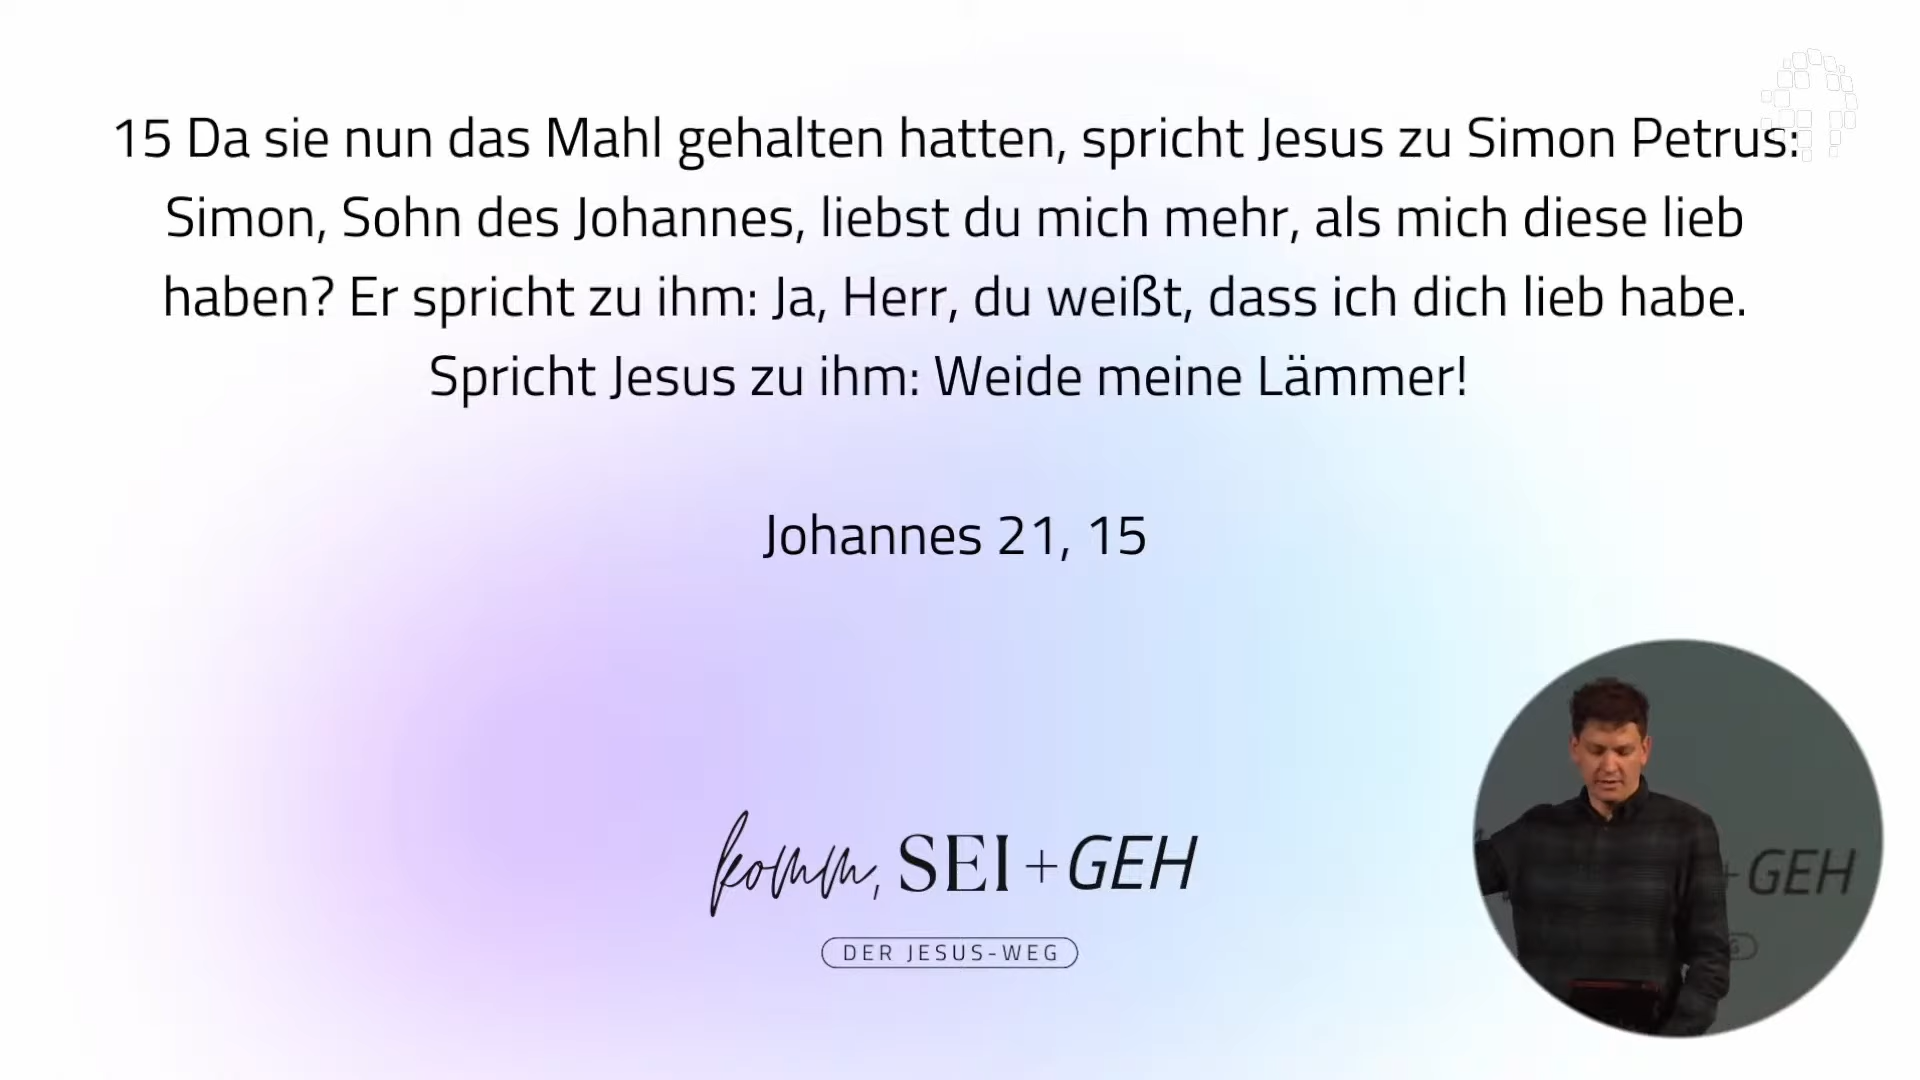 15 Da sie nun das Mahl gehalten hatten, spricht Jesus zu Simon Petrus:
Simon, Sohn des Johannes, liebst du mich mehr, als mich diese lieb
haben? Er spricht zu ihm: Ja, Herr, du weißt, dass ich dich lieb habe.
Spricht Jesus zu ihm: Weide meine Lämmer!
Johannes 21, 15
komm, SEI + GEH
DER JESUS-WEG
+ GEH
G